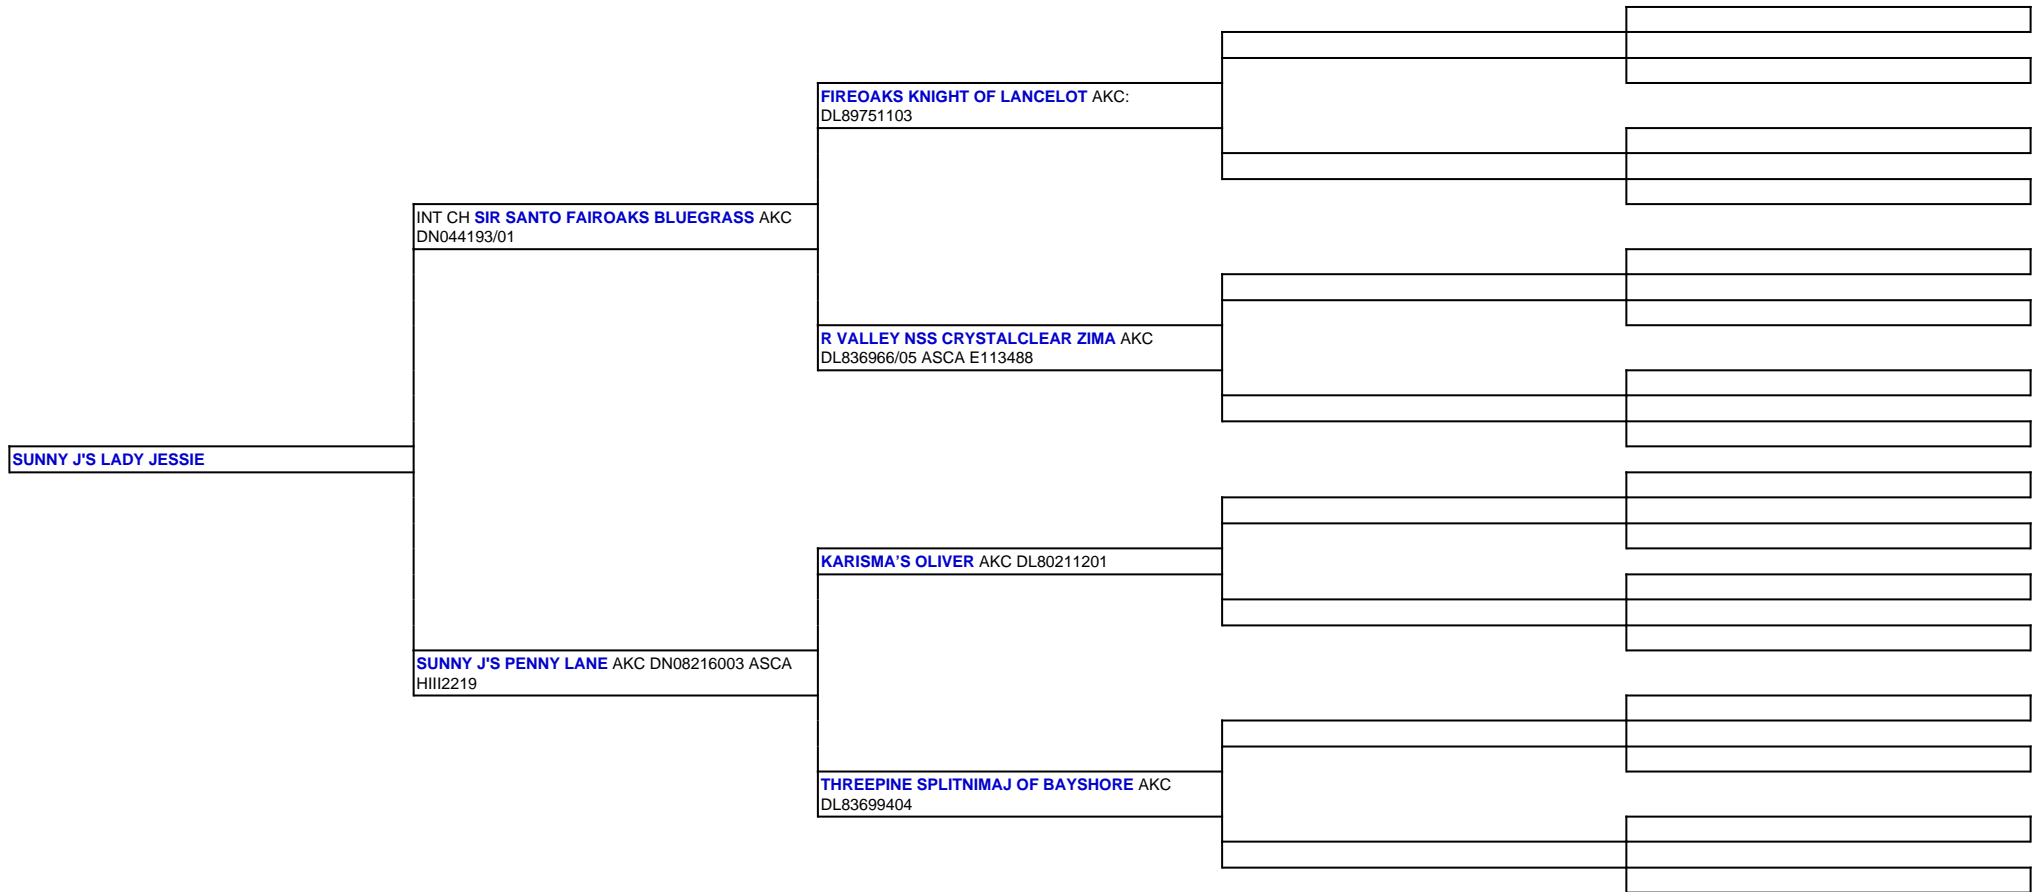 FIREOAKS KNIGHT OF LANCELOT AKC:
DL89751103
INT CH SIR SANTO FAIROAKS BLUEGRASS AKC
DN044193/01
R VALLEY NSS CRYSTALCLEAR ZIMA AKC
DL836966/05 ASCA E113488
SUNNY J'S LADY JESSIE
KARISMA’S OLIVER AKC DL80211201
SUNNY J'S PENNY LANE AKC DN08216003 ASCA
HIII2219
THREEPINE SPLITNIMAJ OF BAYSHORE AKC
DL83699404